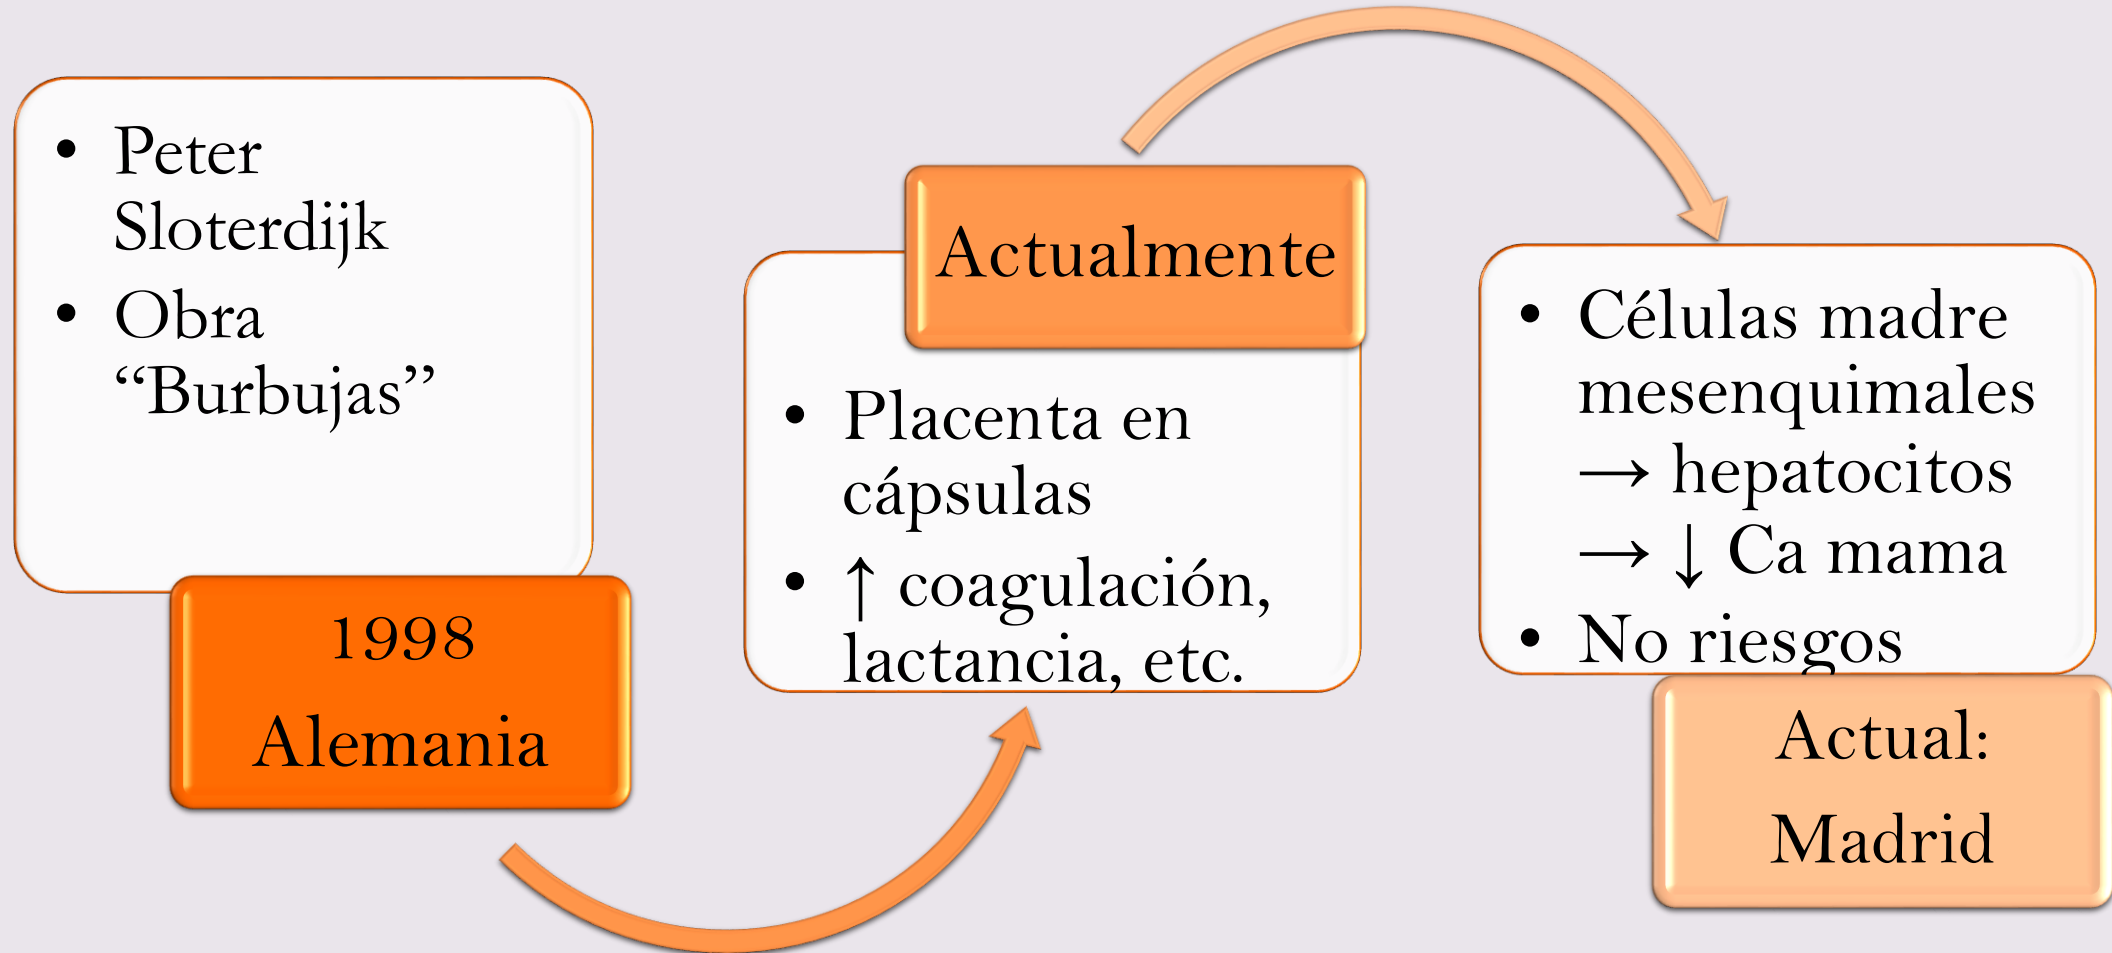 • Peter
Sloterdijk
• Obra
“Burbujas”
1998
Alemania
Actualmente
• Placenta en
cápsulas
• ↑ coagulación,
lactancia, etc.
• Células madre
mesenquimales
→ hepatocitos
→ ↓ Ca mama
• No riesgos
Actual:
Madrid